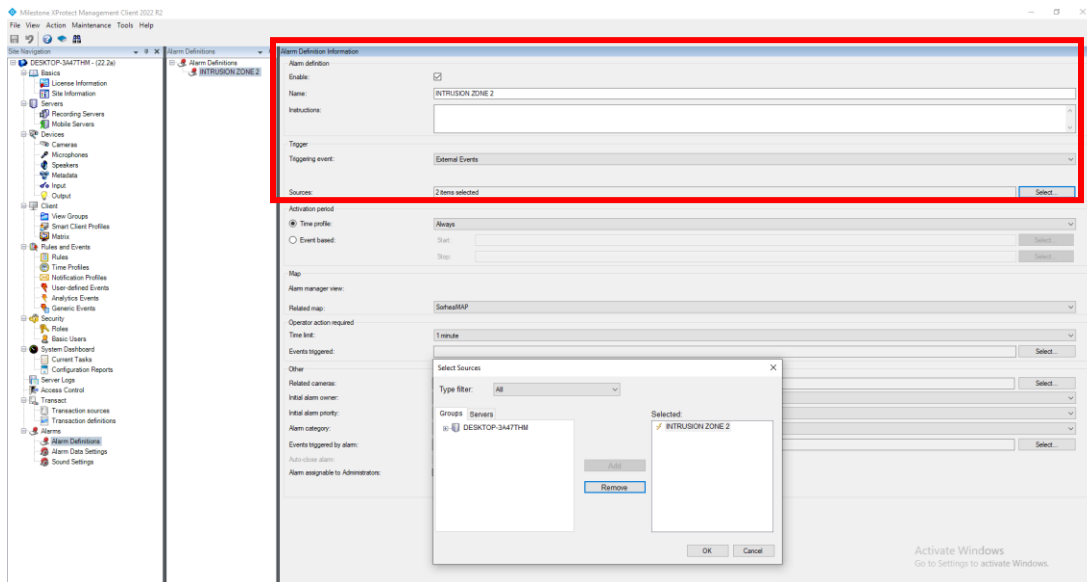 Milestone XProtect Management Client 2022 R2
File View Action Maintenance Tools Help
Site Navigation
DESKTOP-3A47THM - (22.2a)
Basics
License Information
Site Information
Servers
Recording Servers
Mobile Servers
Devices
Cameras
Microphones
Speakers
Metadata
Input
Output
Client
View Groups
Smart Client Profiles
Matrix
Rules and Events
Rules
Time Profiles
Notification Profiles
User-defined Events
Analytics Events
Generic Events
Security
Roles
Basic Users
System Dashboard
Current Tasks
Configuration Reports
Server Logs
Access Control
Transact
Transaction sources
Transaction definitions
Alarms
Alarm Definitions
Alarm Data Settings
Sound Settings
Alarm Definitions
Alarm Definitions
INTRUSION ZONE 2
Alarm Definition Information
Alarm definition
Enable:
Name: INTRUSION ZONE 2
Instructions:
Trigger
Triggering event: External Events
Sources: 2 items selected Select...
Activation period
Time profile: Always
Event based: Start: Select...
Stop: Select...
Map
Alarm manager view:
Related map: SorheaMAP
Operator action required
Time limit: 1 minute
Events triggered: Select...
Other
Related cameras: Select...
Initial alarm owner:
Initial alarm priority:
Alarm category:
Events triggered by alarm: Select...
Auto-close alarm:
Alarm assignable to Administrators:
Select Sources
Type filter: All
Groups Servers
DESKTOP-3A47THM
Selected:
INTRUSION ZONE 2
Add
Remove
OK Cancel
Activate Windows
Go to Settings to activate Windows.